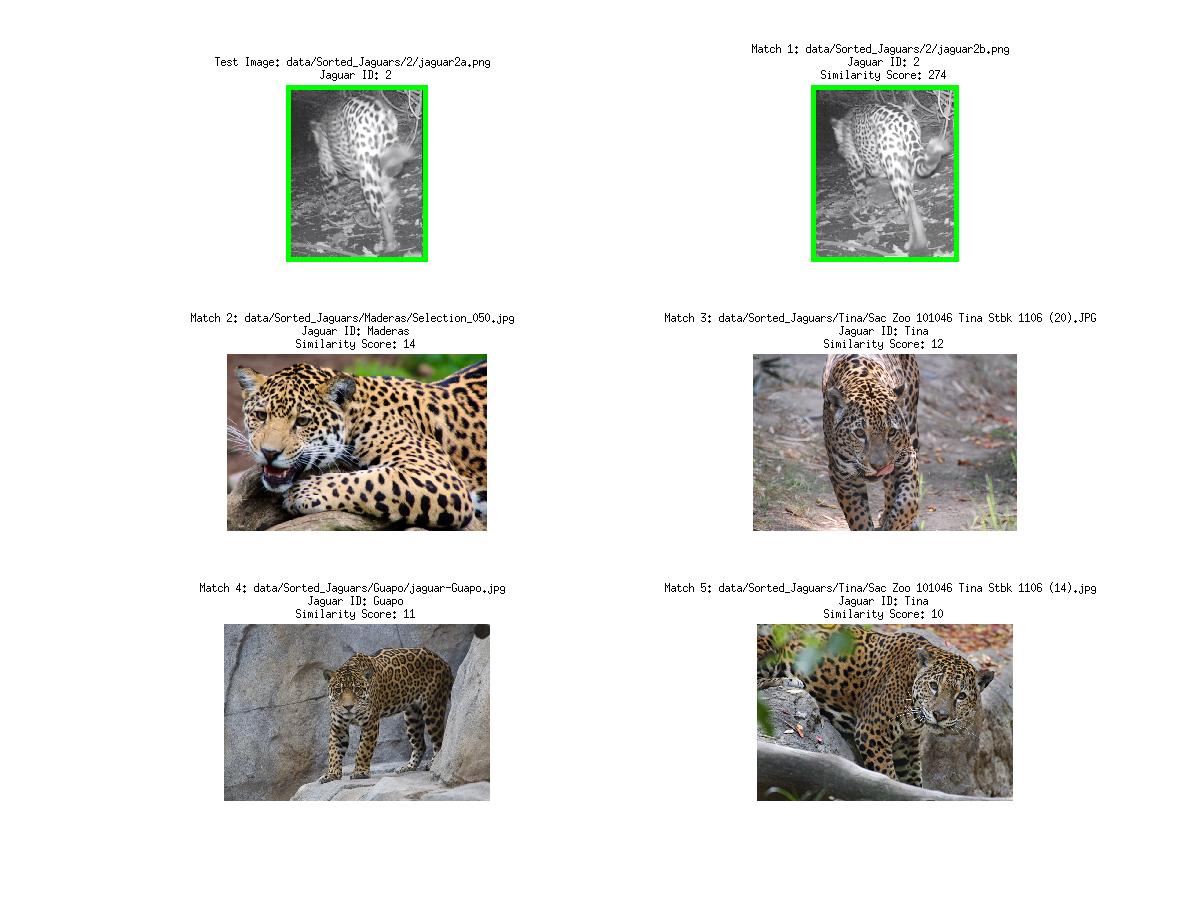 Test Image: data/Sorted_Jaguars/2/jaguar2a.png
Jaguar ID: 2
Match 1: data/Sorted_Jaguars/2/jaguar2b.png
Jaguar ID: 2
Similarity Score: 274
Match 2: data/Sorted_Jaguars/Maderas/Selection_050.jpg
Jaguar ID: Maderas
Similarity Score: 14
Match 3: data/Sorted_Jaguars/Tina/Sac Zoo 101046 Tina Stbk 1106 (20).JPG
Jaguar ID: Tina
Similarity Score: 12
Match 4: data/Sorted_Jaguars/Guapo/jaguar-Guapo.jpg
Jaguar ID: Guapo
Similarity Score: 11
Match 5: data/Sorted_Jaguars/Tina/Sac Zoo 101046 Tina Stbk 1106 (14).jpg
Jaguar ID: Tina
Similarity Score: 10